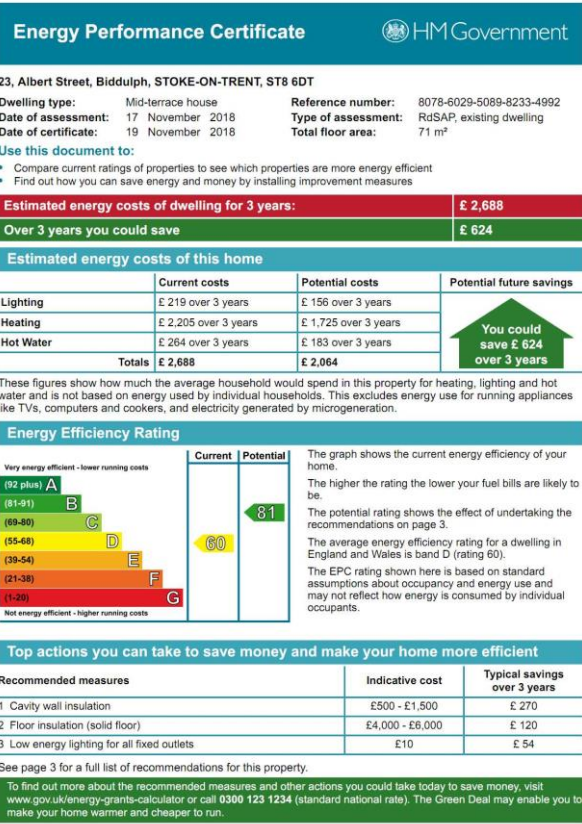 Energy Performance Certificate
HM Government
23, Albert Street, Biddulph, STOKE-ON-TRENT, ST8 6DT
Dwelling type: Mid-terrace house
Date of assessment: 17 November 2018
Date of certificate: 19 November 2018
Reference number: 8078-6029-5089-8233-4992
Type of assessment: RdSAP, existing dwelling
Total floor area: 71 m²
Use this document to:
• Compare current ratings of properties to see which properties are more energy efficient
• Find out how you can save energy and money by installing improvement measures
Estimated energy costs of dwelling for 3 years: £ 2,688
Over 3 years you could save £ 624
Estimated energy costs of this home
Current costs Potential costs Potential future savings
Lighting £ 219 over 3 years £ 156 over 3 years
Heating £ 2,205 over 3 years £ 1,725 over 3 years
Hot Water £ 264 over 3 years £ 183 over 3 years
Totals £ 2,688 £ 2,064
You could
save £ 624
over 3 years
These figures show how much the average household would spend in this property for heating, lighting and hot
water and is not based on energy used by individual households. This excludes energy use for running appliances
like TVs, computers and cookers, and electricity generated by microgeneration.
Energy Efficiency Rating
Current Potential
Very energy efficient - lower running costs
(92 plus) A
(81-91) B
(69-80) C
(55-68) D
(39-54) E
(21-38) F
(1-20) G
Not energy efficient - higher running costs
60
81
The graph shows the current energy efficiency of your
home.
The higher the rating the lower your fuel bills are likely to
be.
The potential rating shows the effect of undertaking the
recommendations on page 3.
The average energy efficiency rating for a dwelling in
England and Wales is band D (rating 60).
The EPC rating shown here is based on standard
assumptions about occupancy and energy use and
may not reflect how energy is consumed by individual
occupants.
Top actions you can take to save money and make your home more efficient
Recommended measures Indicative cost Typical savings
over 3 years
1 Cavity wall insulation £500 - £1,500 £ 270
2 Floor insulation (solid floor) £4,000 - £6,000 £ 120
3 Low energy lighting for all fixed outlets £10 £ 54
See page 3 for a full list of recommendations for this property.
To find out more about the recommended measures and other actions you could take today to save money, visit
www.gov.uk/energy-grants-calculator or call 0300 123 1234 (standard national rate). The Green Deal may enable you to
make your home warmer and cheaper to run.